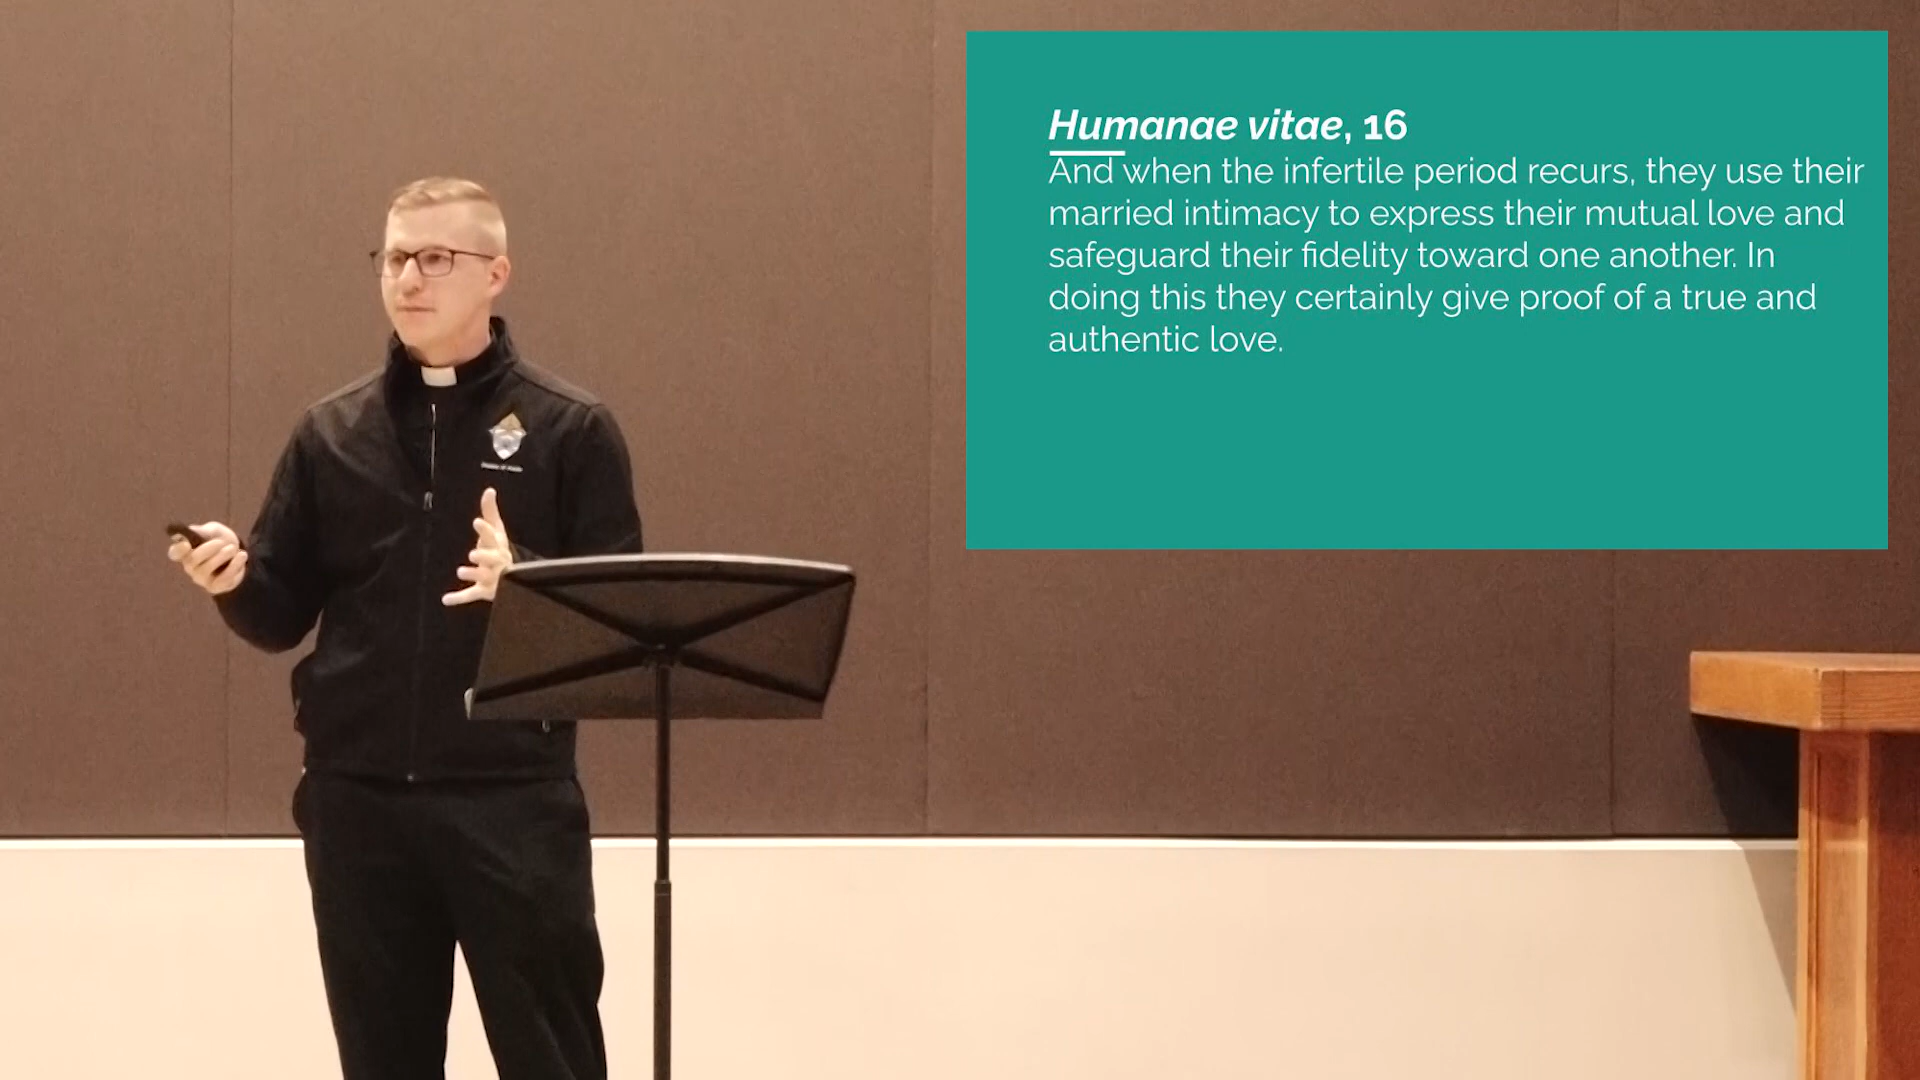 Humanae vitae, 16
And when the infertile period recurs, they use their
married intimacy to express their mutual love and
safeguard their fidelity toward one another. In
doing this they certainly give proof of a true and
authentic love.